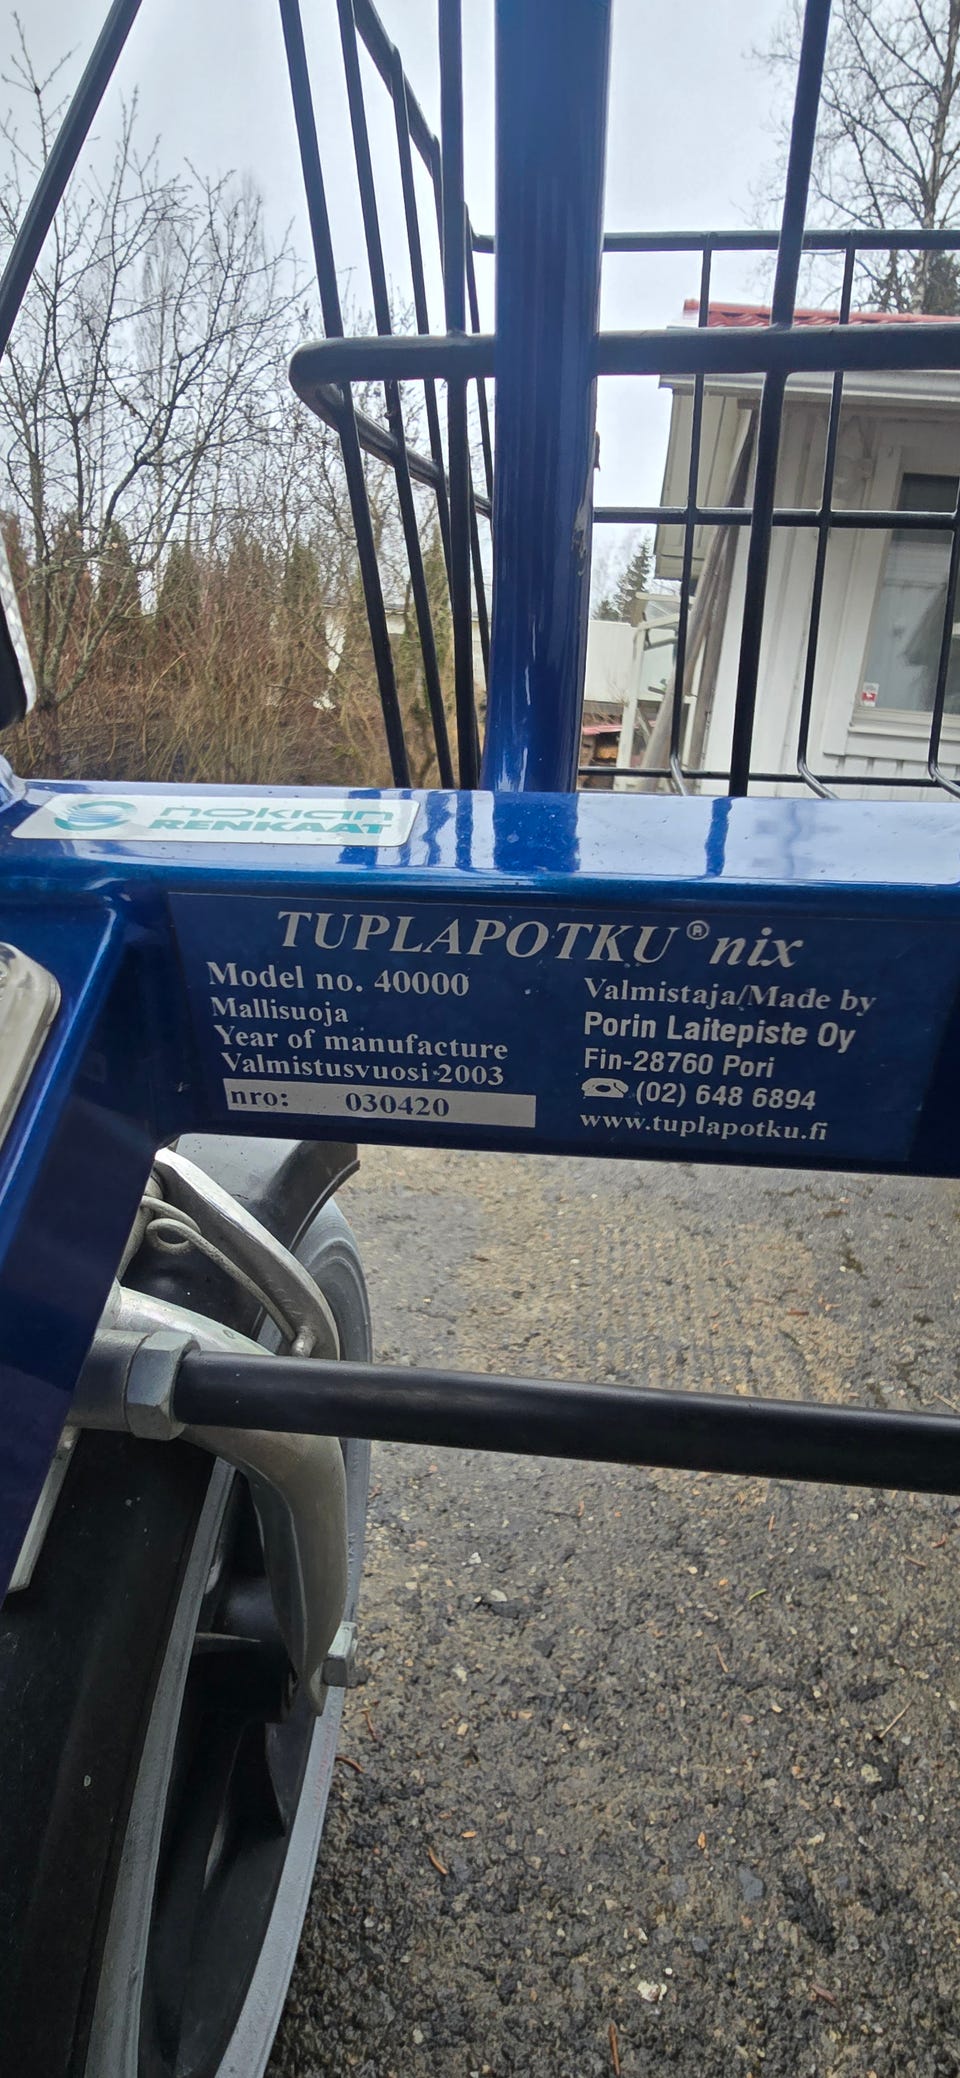 nokian
RENKAAT
TUPLAPOTKU® nix
Model no. 40000
Mallisuoja
Year of manufacture
Valmistusvuosi 2003
nro: 030420
Valmistaja/Made by
Porin Laitepiste Oy
Fin-28760 Pori
☎ (02) 648 6894
www.tuplapotku.fi